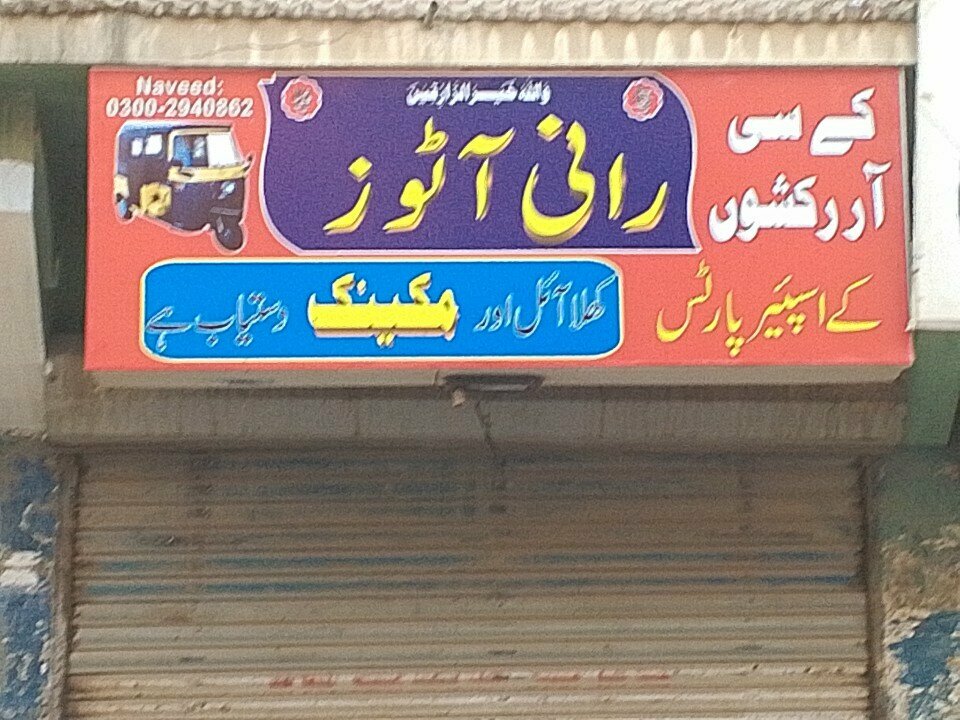 Naveed:
0300-2940862
واللہ خیر الرازقین
رانی آٹوز
کے سی
آر رکشوں
کے اسپئیر پارٹس
کھلا آئل اور مکینک دستیاب ہے